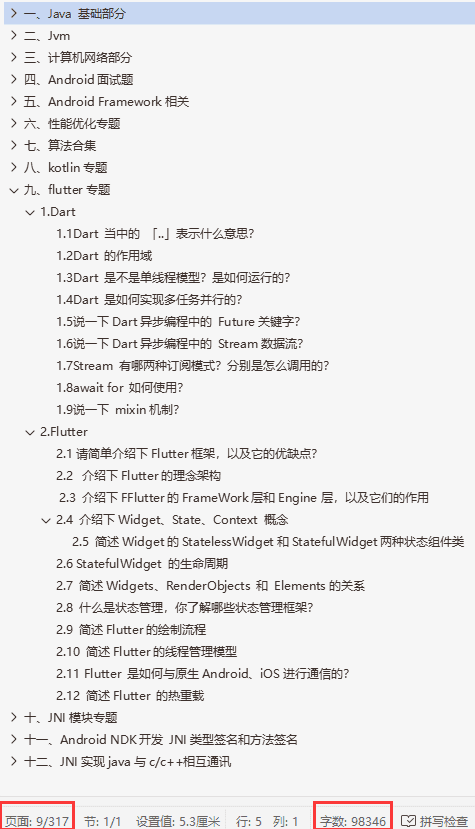 一、Java 基础部分
二、Jvm
三、计算机网络部分
四、Android面试题
五、Android Framework 相关
六、性能优化专题
七、算法合集
八、kotlin 专题
九、flutter 专题
1.Dart
1.1Dart 当中的 「..」表示什么意思?
1.2Dart 的作用域
1.3Dart 是不是单线程模型? 是如何运行的?
1.4Dart 是如何实现多任务并行的?
1.5说一下 Dart 异步编程中的 Future 关键字?
1.6说一下 Dart 异步编程中的 Stream 数据流?
1.7Stream 有哪两种订阅模式? 分别是怎么调用的?
1.8await for 如何使用?
1.9说一下 mixin 机制?
2.Flutter
2.1 请简单介绍下 Flutter 框架，以及它的优缺点?
2.2 介绍下 Flutter 的理念架构
2.3 介绍下 FFlutter 的 FrameWork 层和 Engine 层，以及它们的作用
2.4 介绍下 Widget、State、Context 概念
2.5 简述 Widget 的 StatelessWidget 和 StatefulWidget 两种状态组件类
2.6 StatefulWidget 的生命周期
2.7 简述 Widgets、RenderObjects 和 Elements 的关系
2.8 什么是状态管理，你了解哪些状态管理框架?
2.9 简述 Flutter 的绘制流程
2.10 简述 Flutter 的线程管理模型
2.11 Flutter 是如何与原生 Android、iOS 进行通信的?
2.12 简述 Flutter 的热重载
十、JNI 模块专题
十一、Android NDK 开发 JNI 类型签名和方法签名
十二、JNI 实现 java 与 c/c++相互通讯
页面: 9/317 节: 1/1 设置值: 5.3厘米 行: 5 列: 1 字数: 98346 拼写检查